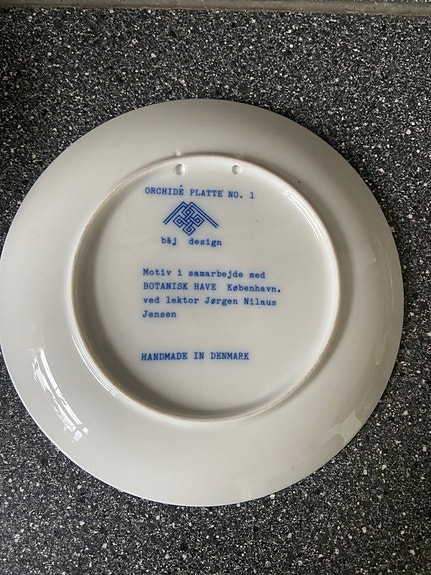 ORCHIDÉ PLATTE NO. 1
b&j design
Motiv i samarbejde med
BOTANISK HAVE København.
ved lektor Jørgen Nilaus
Jensen
HANDMADE IN DENMARK